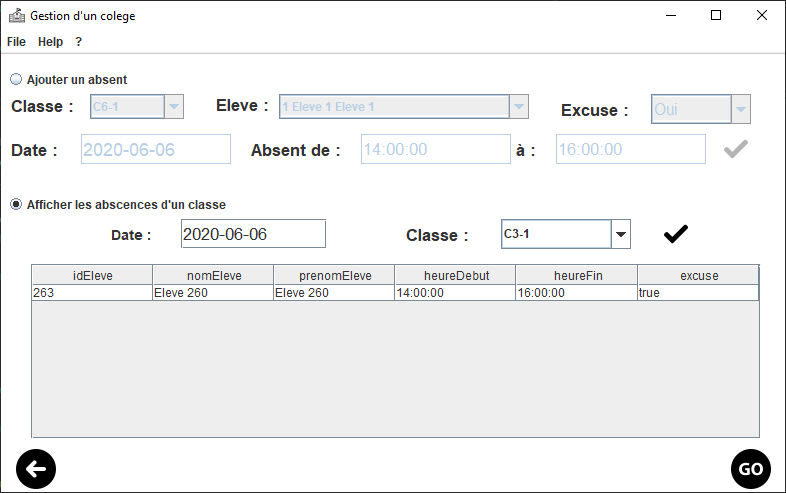 Gestion d'un colege
File Help ?
Ajouter un absent
Classe : C6-1 Eleve : 1 Eleve 1 Eleve 1 Excuse : Oui
Date : 2020-06-06 Absent de : 14:00:00 à : 16:00:00
Afficher les abscences d'un classe
Date : 2020-06-06 Classe : C3-1
idEleve nomEleve prenomEleve heureDebut heureFin excuse
263 Eleve 260 Eleve 260 14:00:00 16:00:00 true
GO